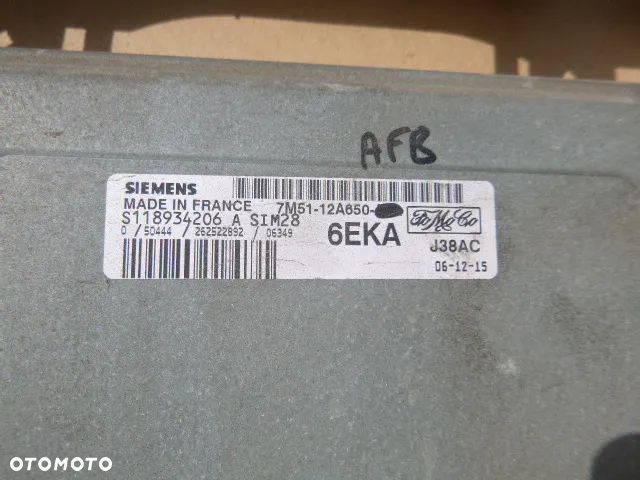 AFB
SIEMENS
MADE IN FRANCE 7M51-12A650-
S118934206 A SIM28
0 / 50444 / 262522892 / 06349
6EKA
FoMoCo
J38AC
06-12-15
OTOMOTO